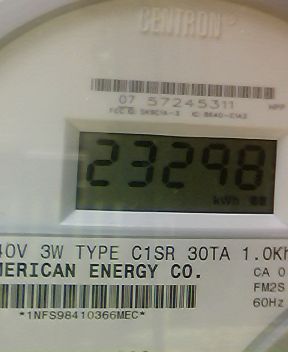 CENTRON
07 57245311
23298
kWh
40V 3W TYPE C1SR 30TA 1.0Kh
MERICAN ENERGY CO.
CA 0.
FM2S
60Hz
*1NFS98410366MEC*